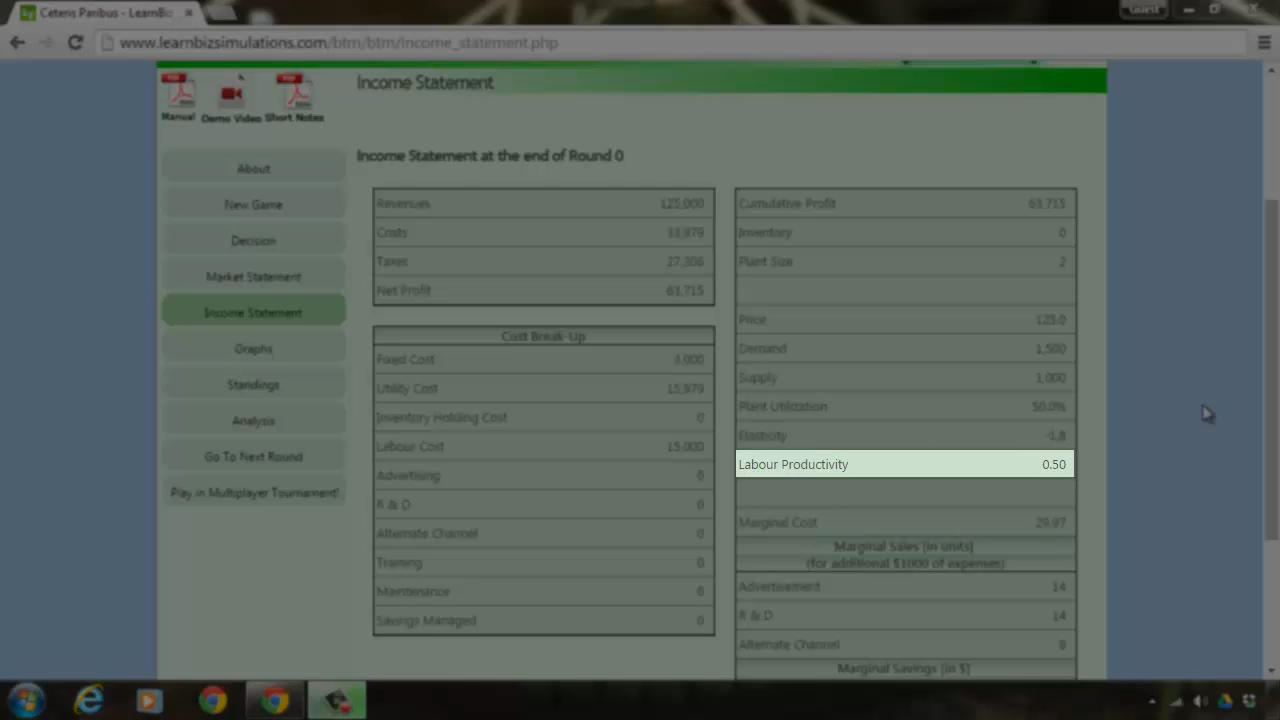 Ceteris Paribus - LearnBiz
Guest
www.learnbizsimulations.com/btm/btm/income_statement.php
Income Statement
Manual Demo Video Short Notes
Income Statement at the end of Round 0
About
New Game
Decision
Market Statement
Income Statement
Graphs
Standings
Analysis
Go To Next Round
Play in Multiplayer Tournament!
Revenues 125,000
Costs
Taxes 27,306
Net Profit 63,715
Cost Break-Up
Fixed Cost
Utility Cost 15,979
Inventory Holding Cost 0
Labour Cost 15,000
Advertising 0
R & D 0
Alternate Channel 0
Training 0
Maintenance 0
Savings Managed 0
Cumulative Profit 63,715
Inventory 0
Plant Size 2
Price
Demand 1,500
Supply 1,000
Plant Utilization 50.0%
Elasticity -1.8
Labour Productivity 0.50
Marginal Cost 29.97
Marginal Sales [in units]
(for additional $1000 of expenses)
Advertisement 14
R & D 14
Alternate Channel
Marginal Savings [in $]